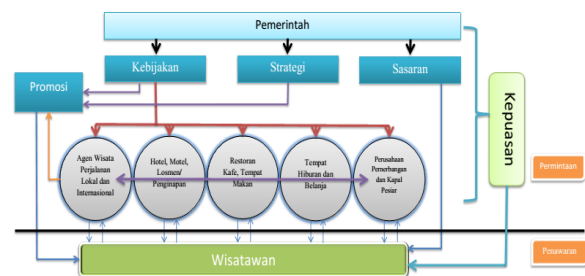 Pemerintah
Kebijakan
Strategi
Sasaran
Promosi
Kepuasan
Agen Wisata
Perjalanan
Lokal dan
Internasional
Hotel, Motel,
Losmen/
Penginapan
Restoran
Kafe, Tempat
Makan
Tempat
Hiburan dan
Belanja
Perusahaan
Penerbangan
dan Kapal
Pesiar
Permintaan
Wisatawan
Penawaran